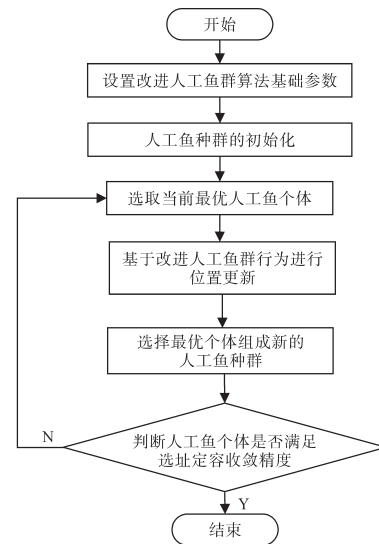 开始
设置改进人工鱼群算法基础参数
人工鱼种群的初始化
选取当前最优人工鱼个体
基于改进人工鱼群行为进行
位置更新
选择最优个体组成新的
人工鱼种群
N
判断人工鱼个体是否满足
选址定容收敛精度
Y
结束